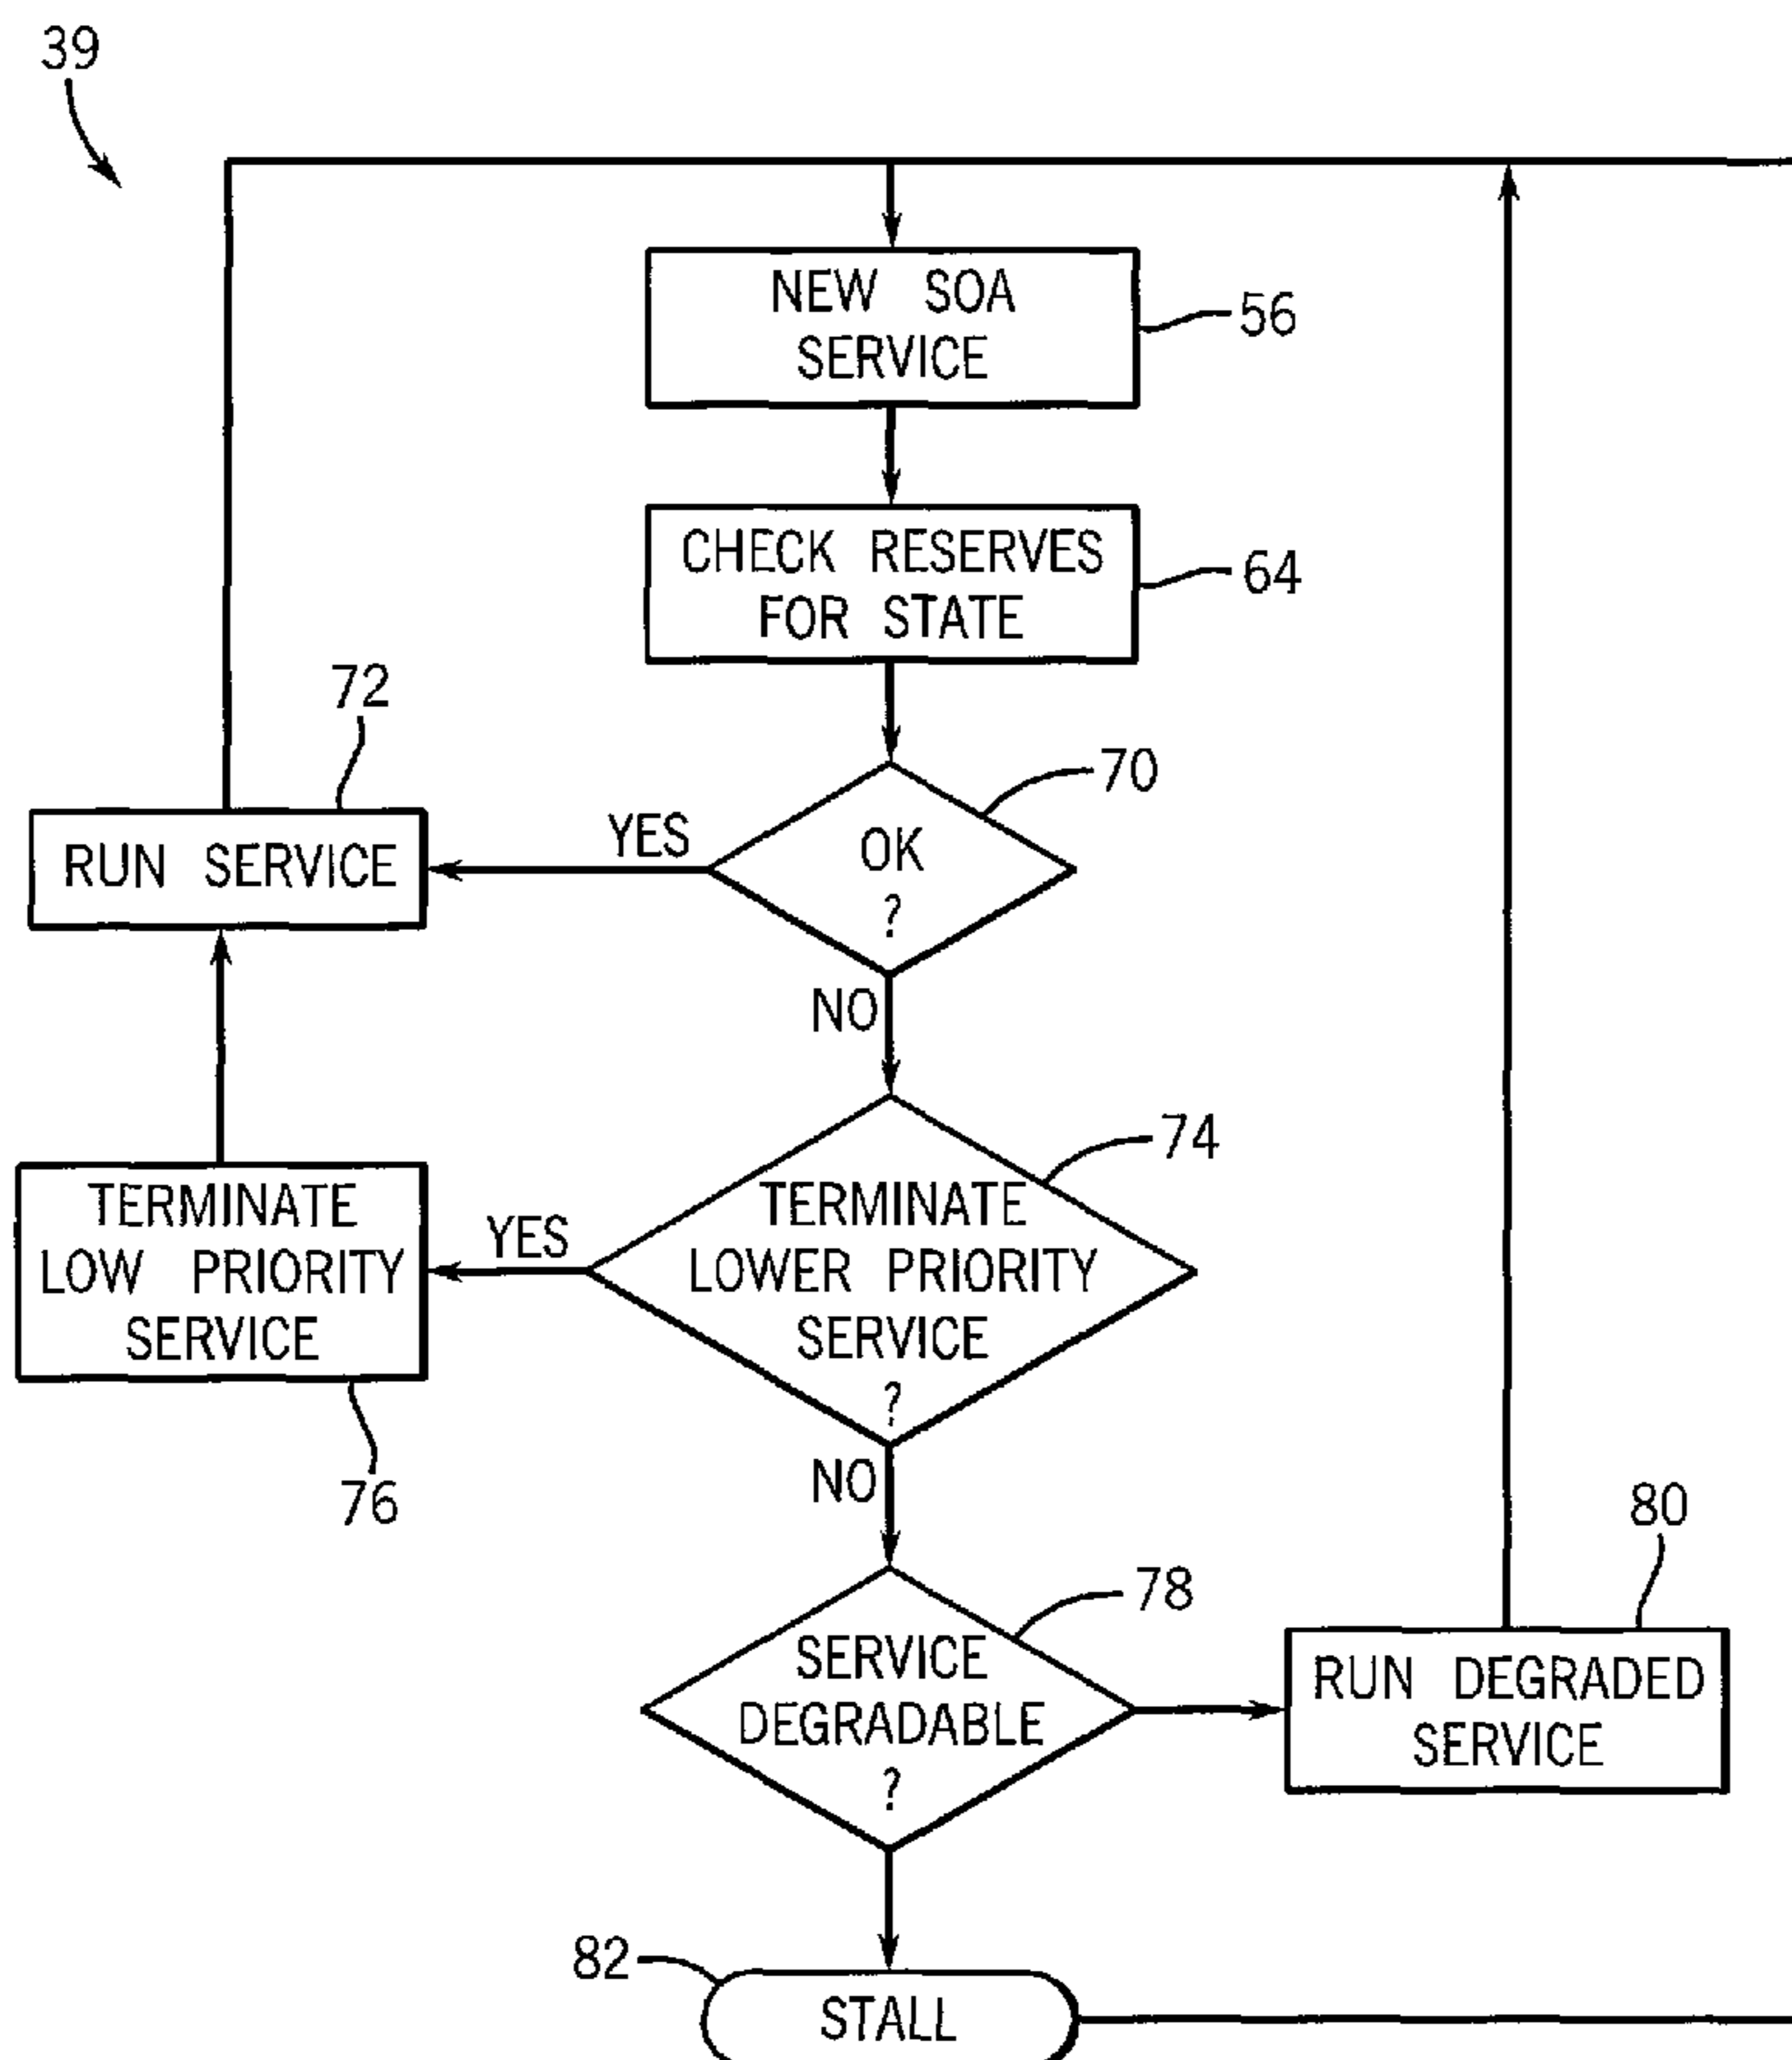 39
NEW SOA
SERVICE
56
CHECK RESERVES
FOR STATE
64
72
70
RUN SERVICE
YES
OK
?
NO
74
TERMINATE
LOW PRIORITY
SERVICE
YES
TERMINATE
LOWER PRIORITY
SERVICE
?
76
NO
78
80
SERVICE
DEGRADABLE
?
RUN DEGRADED
SERVICE
82
STALL